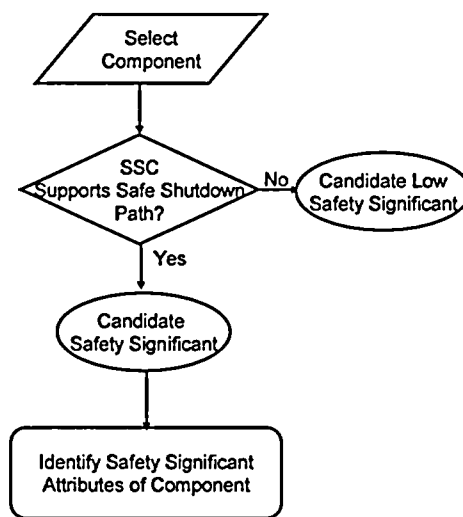 Select
Component
SSC
Supports Safe Shutdown
Path?
No
Candidate Low
Safety Significant
Yes
Candidate
Safety Significant
Identify Safety Significant
Attributes of Component